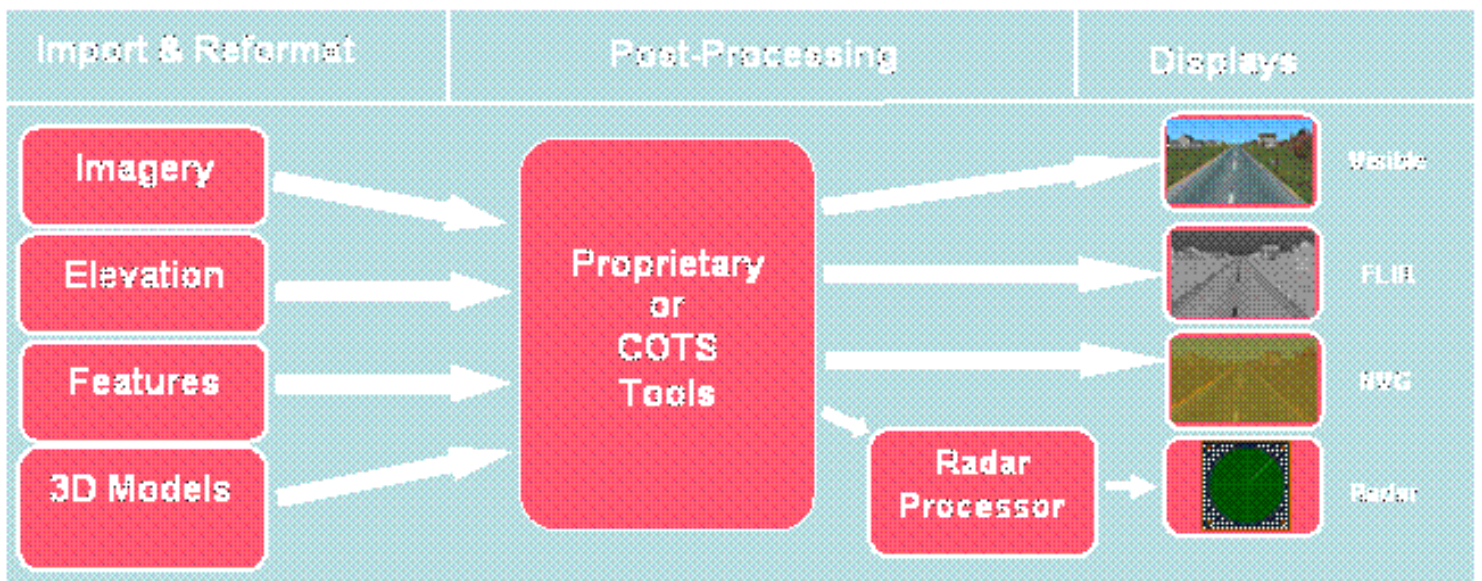 Import & Reformat
Post-Processing
Displays
Imagery
Elevation
Features
3D Models
Proprietary
or
COTS
Tools
Radar
Processor
Visible
FLIR
NVG
Radar